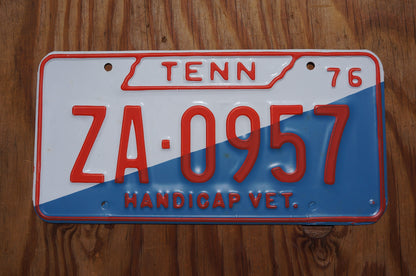 TENN 76
ZA·0957
HANDICAP VET.